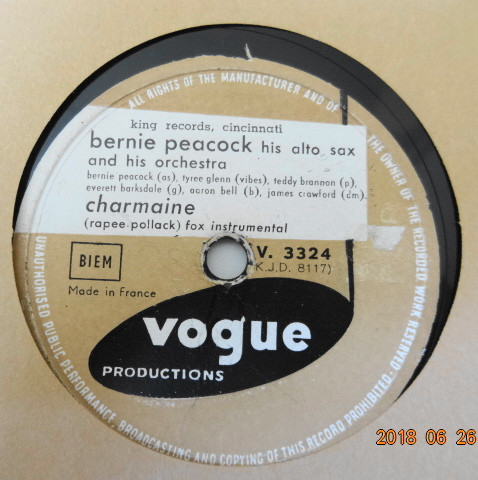 ALL RIGHTS OF THE MANUFACTURER AND OF
THE OWNER OF THE RECORDED WORK RESERVED.
UNAUTHORISED PUBLIC PERFORMANCE, BROADCASTING AND COPYING OF THIS RECORD PROHIBITED.
king records, cincinnati
bernie peacock his alto sax
and his orchestra
bernie peacock (as), tyree glenn (vibes), teddy brannon (p),
everett barksdale (g), aaron bell (b), james crawford (dm).
charmaine
(rapee-pollack) fox instrumental
BIEM
V. 3324
(K.J.D. 8117)
Made in France
vogue
PRODUCTIONS
2018 06 26